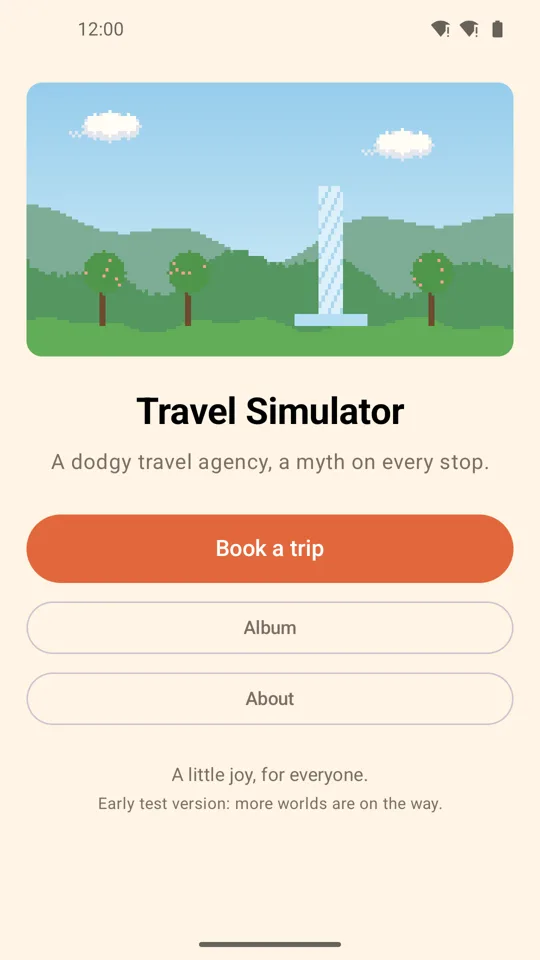 12:00
Travel Simulator
A dodgy travel agency, a myth on every stop.
Book a trip
Album
About
A little joy, for everyone.
Early test version: more worlds are on the way.